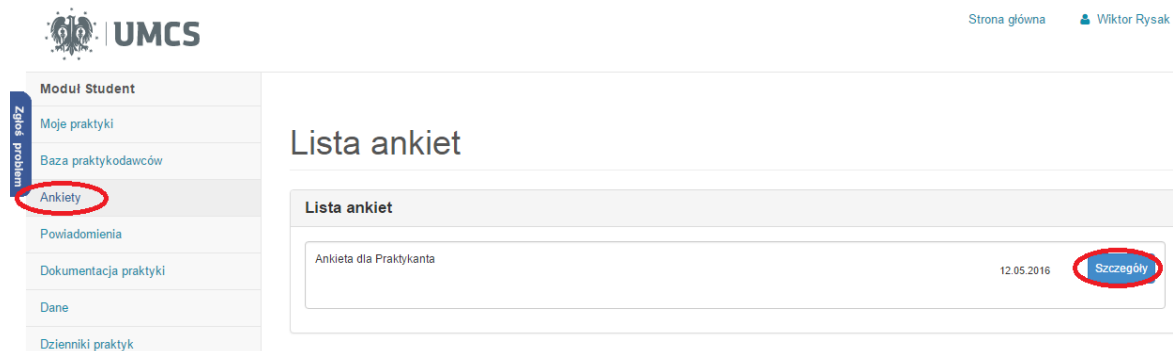 UMCS
Strona główna
Wiktor Rysak
Zgłoś problem
Moduł Student
Moje praktyki
Baza praktykodawców
Ankiety
Powiadomienia
Dokumentacja praktyki
Dane
Dzienniki praktyk
Lista ankiet
Lista ankiet
Ankieta dla Praktykanta
12.05.2016
Szczegóły